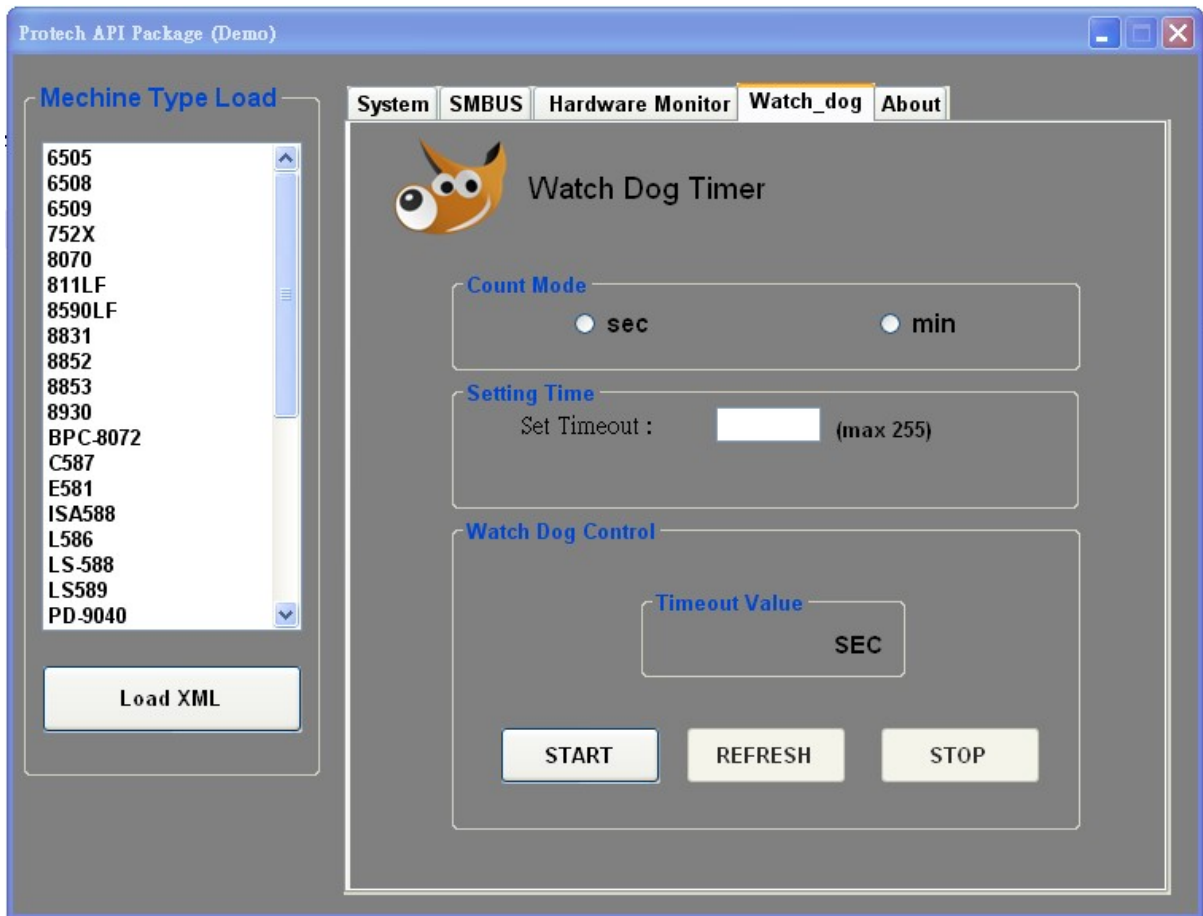 Protech API Package (Demo)
Mechine Type Load
6505
6508
6509
752X
8070
811LF
8590LF
8831
8852
8853
8930
BPC-8072
C587
E581
ISA588
L586
LS-588
LS589
PD-9040
Load XML
System SMBUS Hardware Monitor Watch_dog About
Watch Dog Timer
Count Mode
sec min
Setting Time
Set Timeout : (max 255)
Watch Dog Control
Timeout Value
SEC
START REFRESH STOP